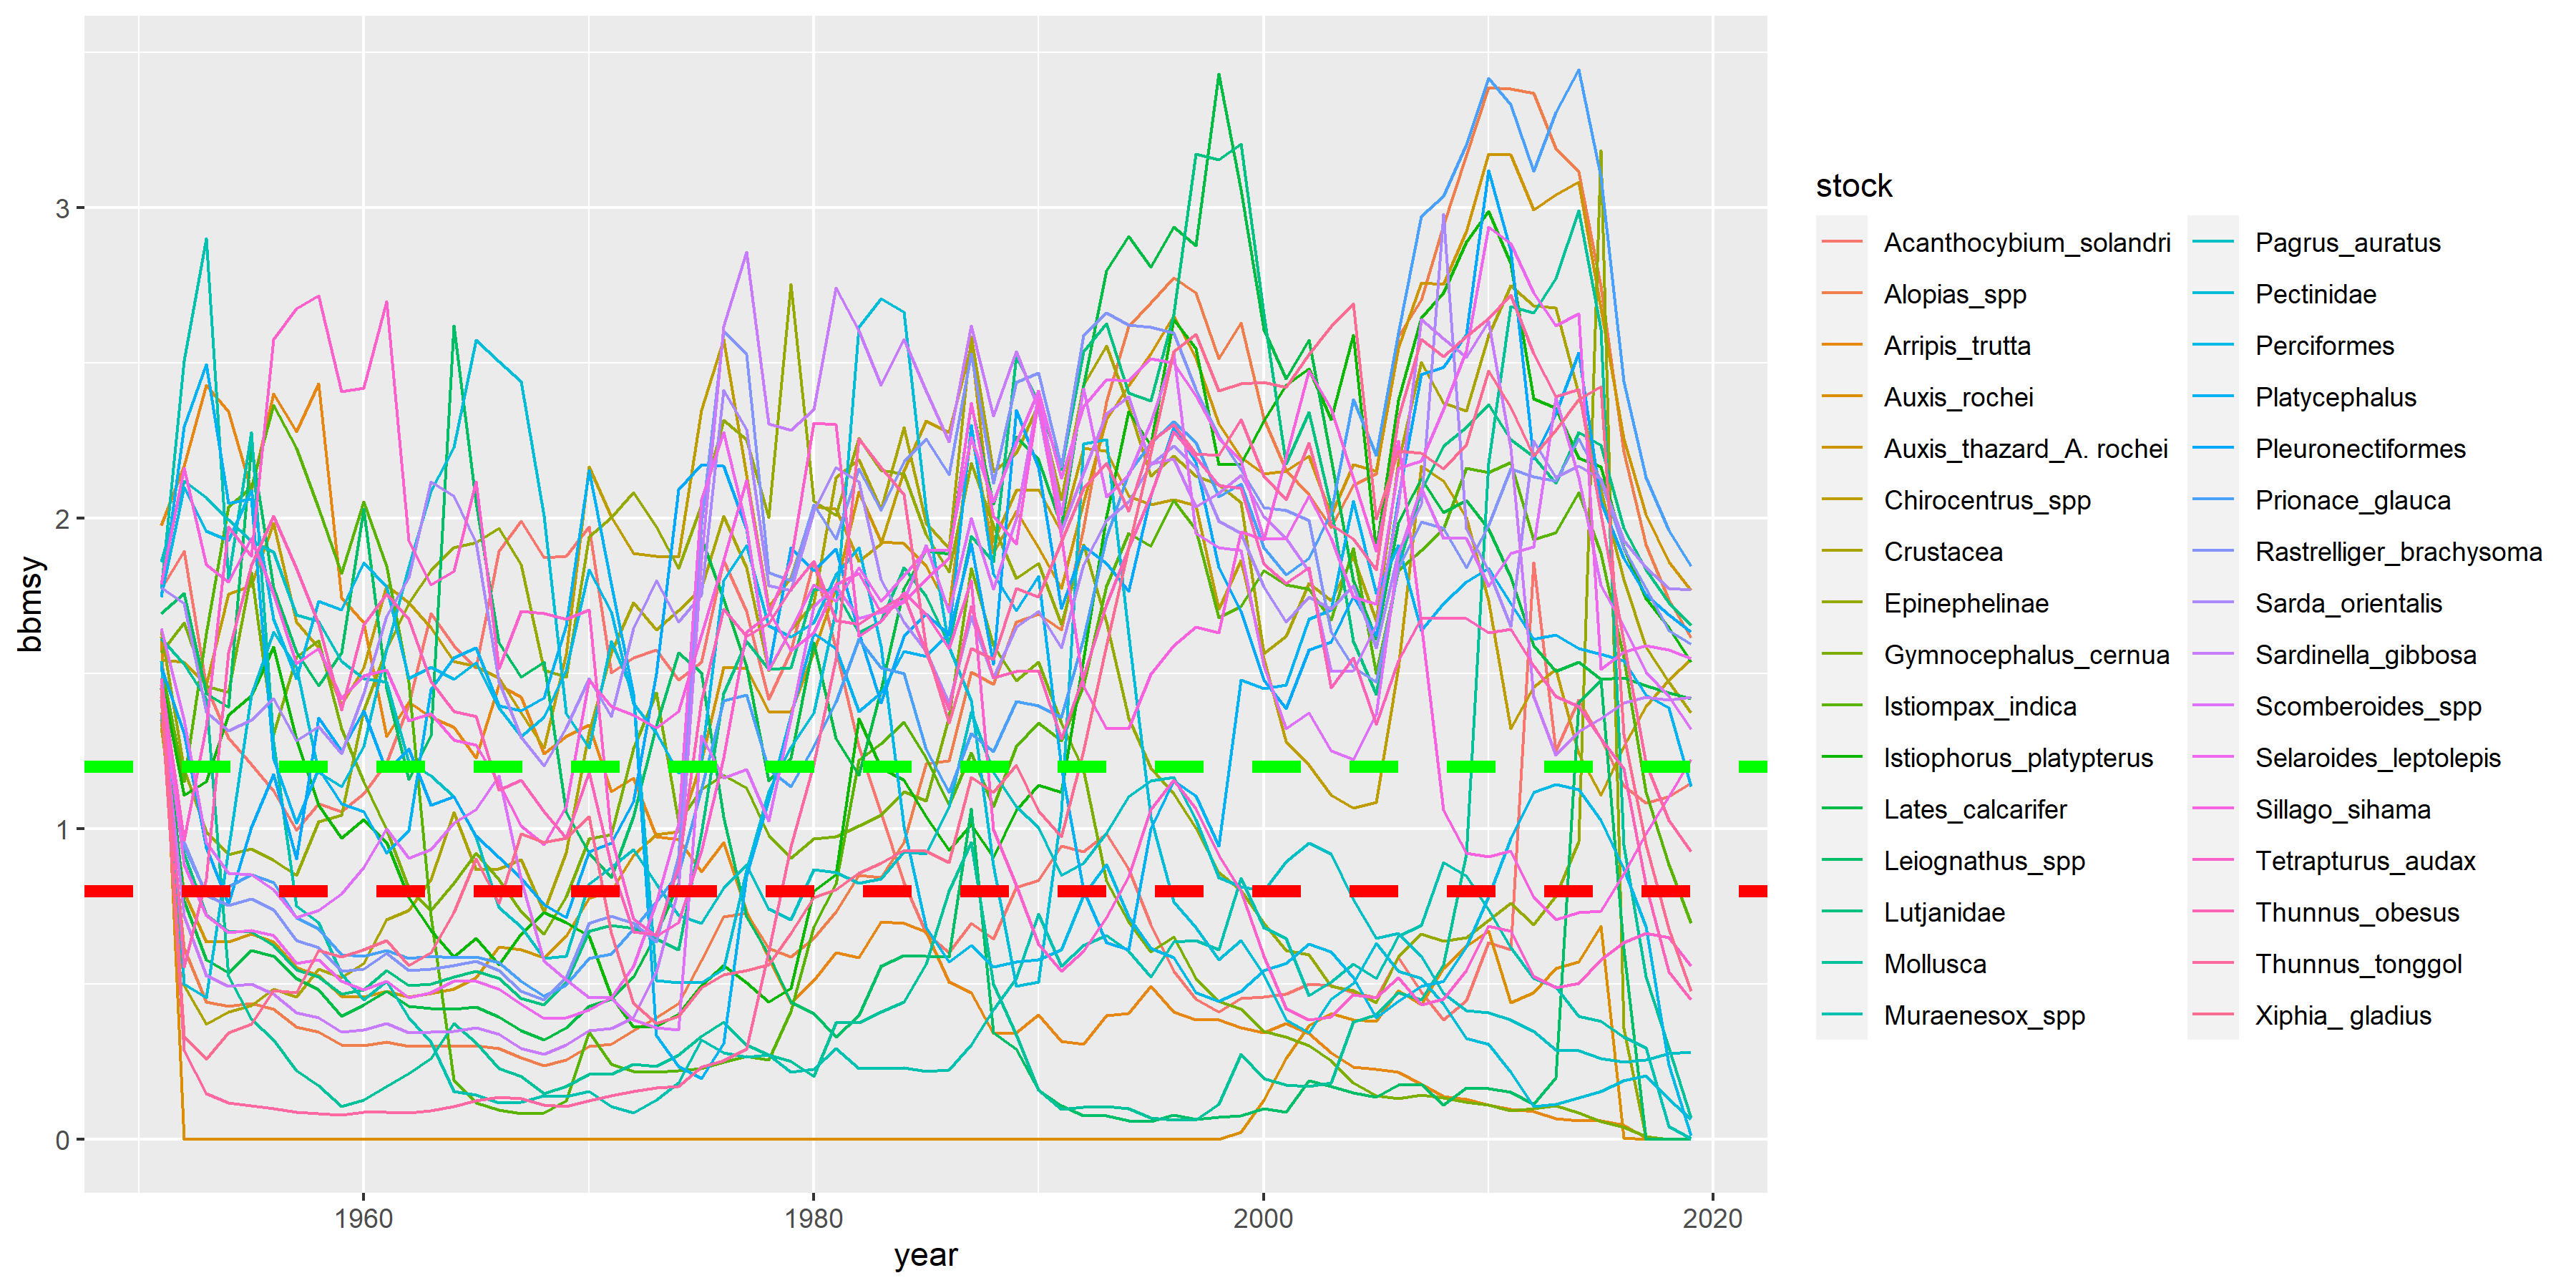 3
2
1
0
bbmsy
1960 1980 2000 2020
year
stock
Acanthocybium_solandri
Alopias_spp
Arripis_trutta
Auxis_rochei
Auxis_thazard_A. rochei
Chirocentrus_spp
Crustacea
Epinephelinae
Gymnocephalus_cernua
Istiompax_indica
Istiophorus_platypterus
Lates_calcarifer
Leiognathus_spp
Lutjanidae
Mollusca
Muraenesox_spp
Pagrus_auratus
Pectinidae
Perciformes
Platycephalus
Pleuronectiformes
Prionace_glauca
Rastrelliger_brachysoma
Sarda_orientalis
Sardinella_gibbosa
Scomberoides_spp
Selaroides_leptolepis
Sillago_sihama
Tetrapturus_audax
Thunnus_obesus
Thunnus_tonggol
Xiphia_ gladius